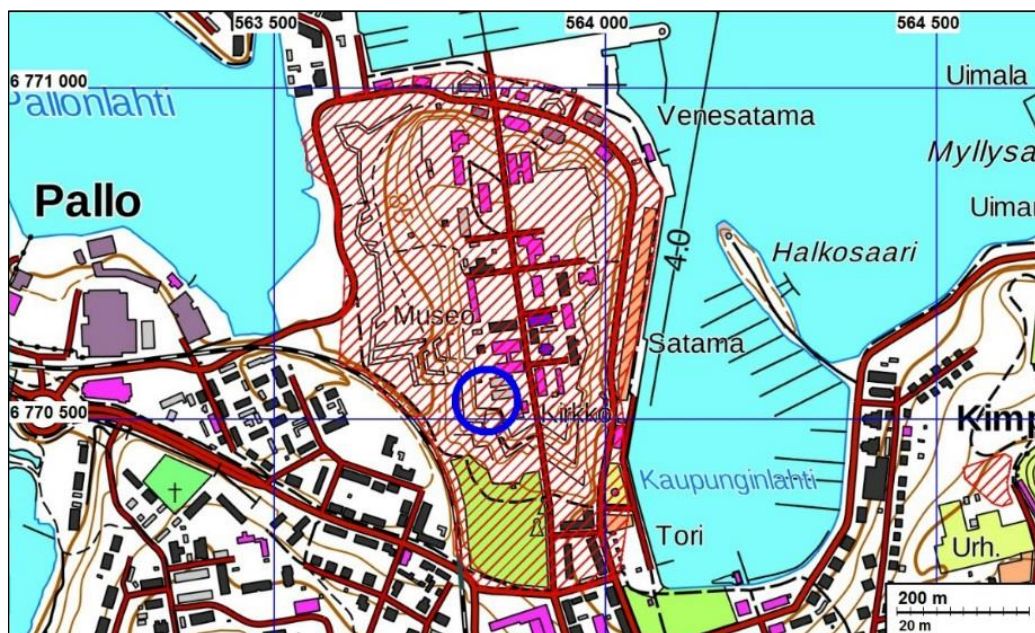 563 500
564 000
564 500
6 771 000
Pallonlahti
Uimala
Venesatama
Myllysa
Pallo
Uimar
Halkosaari
4.0
Museo
Satama
6 770 500
Kirkko
Kimp
Kaupunginlahti
Tori
Urh.
200 m
20 m